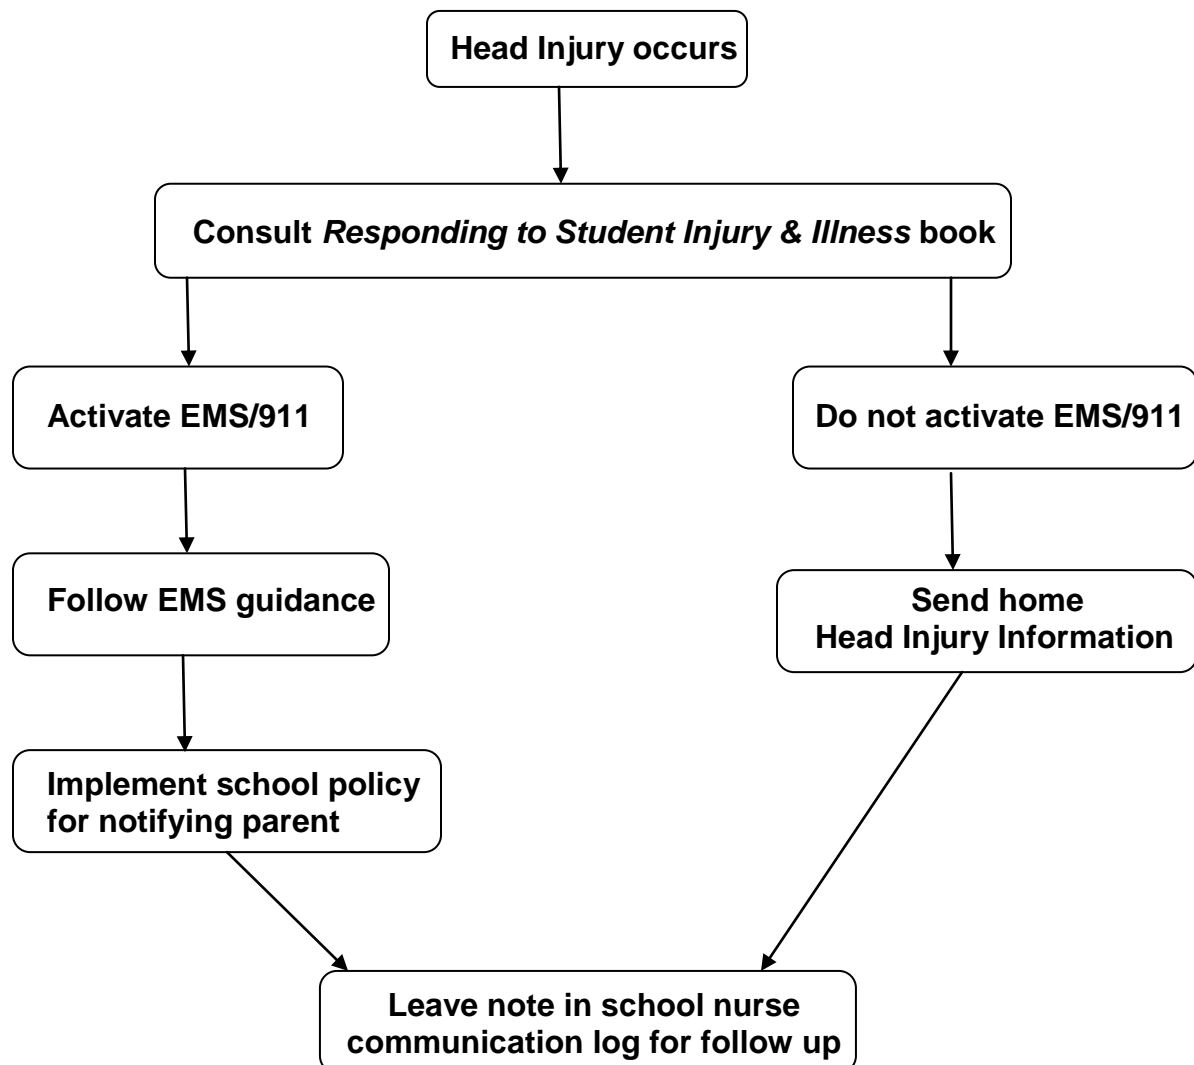 Head Injury occurs
Consult Responding to Student Injury & Illness book
Activate EMS/911
Do not activate EMS/911
Follow EMS guidance
Send home
Head Injury Information
Implement school policy
for notifying parent
Leave note in school nurse
communication log for follow up